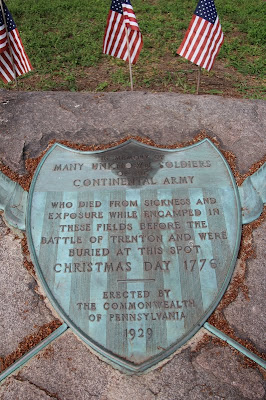 MANY UNKNOWN SOLDIERS
CONTINENTAL ARMY
WHO DIED FROM SICKNESS AND
EXPOSURE WHILE ENCAMPED IN
THESE FIELDS BEFORE THE
BATTLE OF TRENTON AND WERE
BURIED AT THIS SPOT
CHRISTMAS DAY 1776
ERECTED BY
THE COMMONWEALTH
OF PENNSYLVANIA
1929